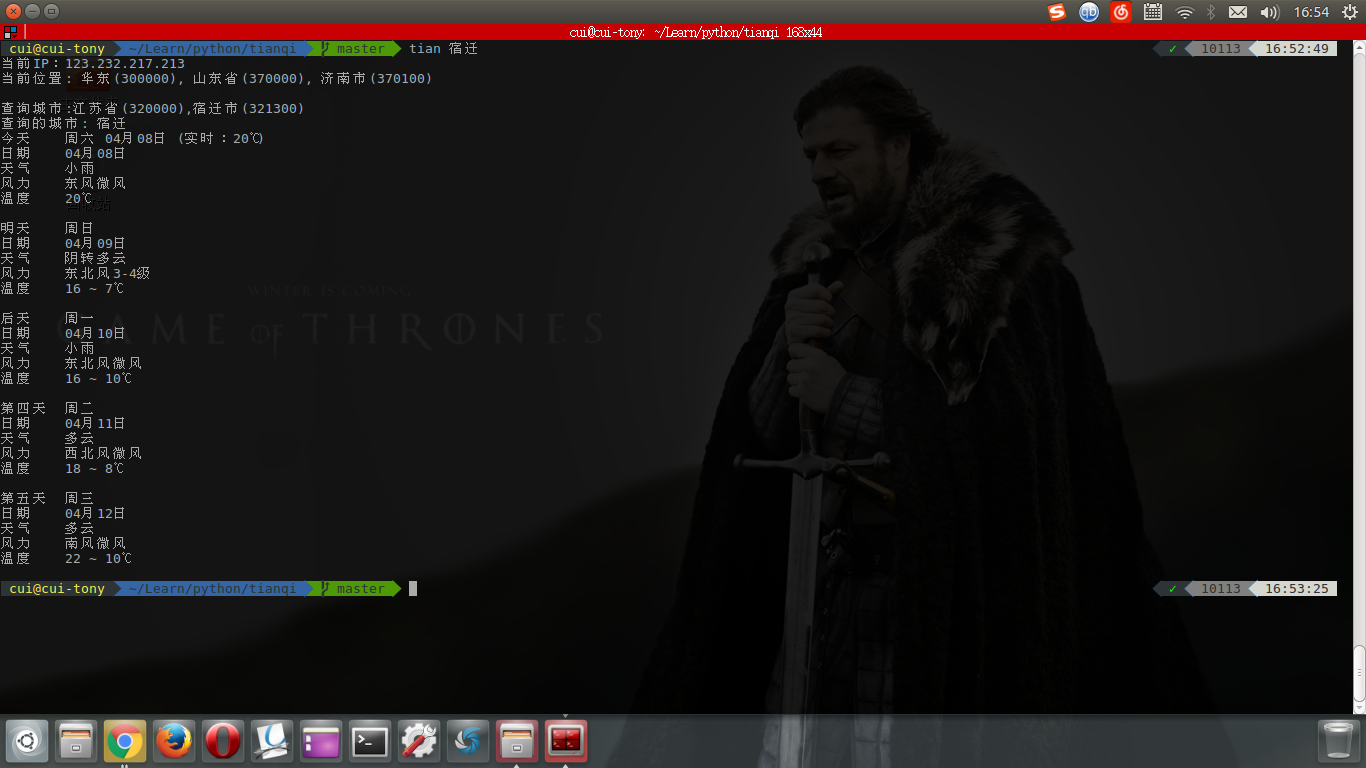 16:54
cui@cui-tony: ~/Learn/python/tianqi 168x44
cui@cui-tony ~/Learn/python/tianqi master tian 宿迁 ✓ 10113 16:52:49
当前IP：123.232.217.213
当前位置：华东(300000), 山东省(370000), 济南市(370100)
查询城市:江苏省(320000),宿迁市(321300)
查询的城市：宿迁
今天 周六 04月08日 (实时：20℃)
日期 04月08日
天气 小雨
风力 东风微风
温度 20℃
明天 周日
日期 04月09日
天气 阴转多云
风力 东北风3-4级
温度 16 ~ 7℃
WINTER IS COMING
GAME OF THRONES
后天 周一
日期 04月10日
天气 小雨
风力 东北风微风
温度 16 ~ 10℃
第四天 周二
日期 04月11日
天气 多云
风力 西北风微风
温度 18 ~ 8℃
第五天 周三
日期 04月12日
天气 多云
风力 南风微风
温度 22 ~ 10℃
cui@cui-tony ~/Learn/python/tianqi master ✓ 10113 16:53:25